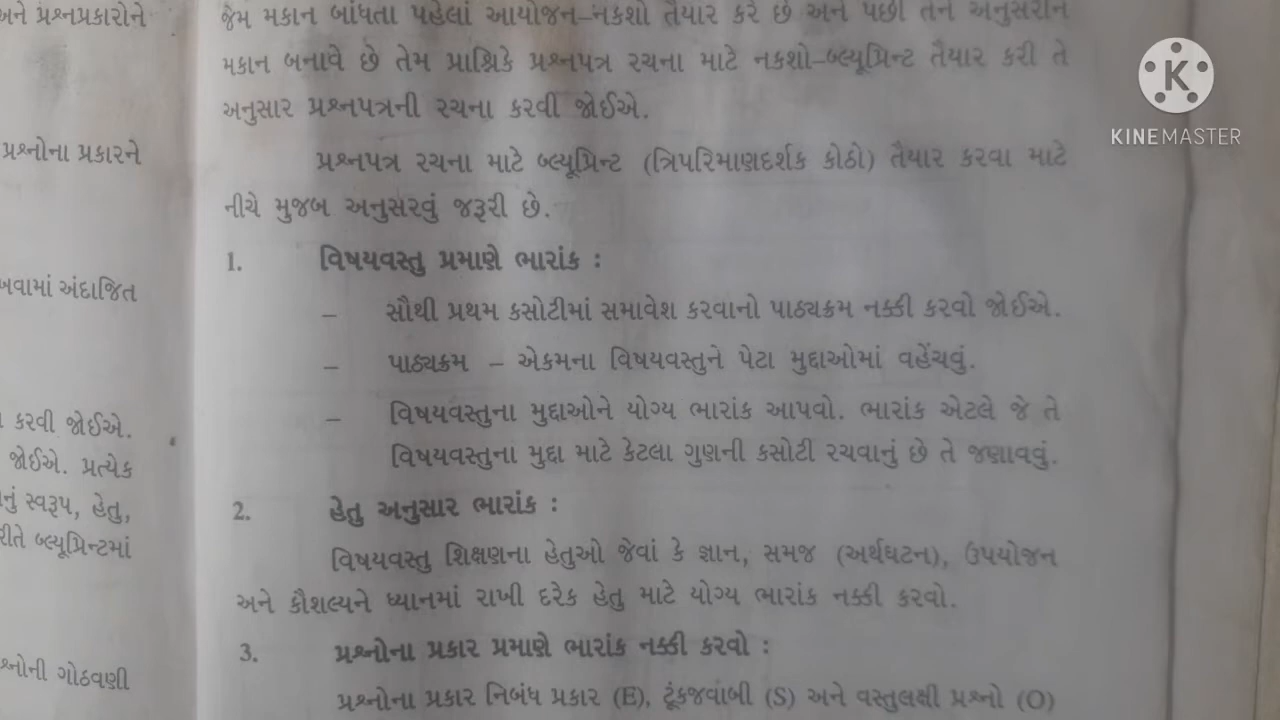 અને પ્રશ્નપ્રકારોને
પ્રશ્નોના પ્રકારને
અંદાજિત
કરવી જોઈએ.
જોઈએ. પ્રત્યેક
સ્વરૂપ, હેતુ,
બ્લ્યૂપ્રિન્ટમાં
ગોઠવણી
જેમ મકાન બાંધતા પહેલાં આયોજન–નકશો તૈયાર કરે છે અને પછી તેને અનુસરીને
મકાન બનાવે છે તેમ પ્રાશ્નિકે પ્રશ્નપત્ર રચના માટે નકશો–બ્લ્યૂપ્રિન્ટ તૈયાર કરી તે
અનુસાર પ્રશ્નપત્રની રચના કરવી જોઈએ.
પ્રશ્નપત્ર રચના માટે બ્લ્યૂપ્રિન્ટ (ત્રિપરિમાણદર્શક કોઠો) તૈયાર કરવા માટે
નીચે મુજબ અનુસરવું જરૂરી છે.
1. વિષયવસ્તુ પ્રમાણે ભારાંક :
– સૌથી પ્રથમ કસોટીમાં સમાવેશ કરવાનો પાઠ્યક્રમ નક્કી કરવો જોઈએ.
– પાઠ્યક્રમ – એકમના વિષયવસ્તુને પેટા મુદ્દાઓમાં વહેંચવું.
– વિષયવસ્તુના મુદ્દાઓને યોગ્ય ભારાંક આપવો. ભારાંક એટલે જે તે
વિષયવસ્તુના મુદ્દા માટે કેટલા ગુણની કસોટી રચવાનું છે તે જણાવવું.
2. હેતુ અનુસાર ભારાંક :
વિષયવસ્તુ શિક્ષણના હેતુઓ જેવાં કે જ્ઞાન, સમજ (અર્થઘટન), ઉપયોજન
અને કૌશલ્યને ધ્યાનમાં રાખી દરેક હેતુ માટે યોગ્ય ભારાંક નક્કી કરવો.
3. પ્રશ્નોના પ્રકાર પ્રમાણે ભારાંક નક્કી કરવો :
પ્રશ્નોના પ્રકાર નિબંધ પ્રકાર (E), ટૂંકજવાબી (S) અને વસ્તુલક્ષી પ્રશ્નો (O)
K
KINEMASTER